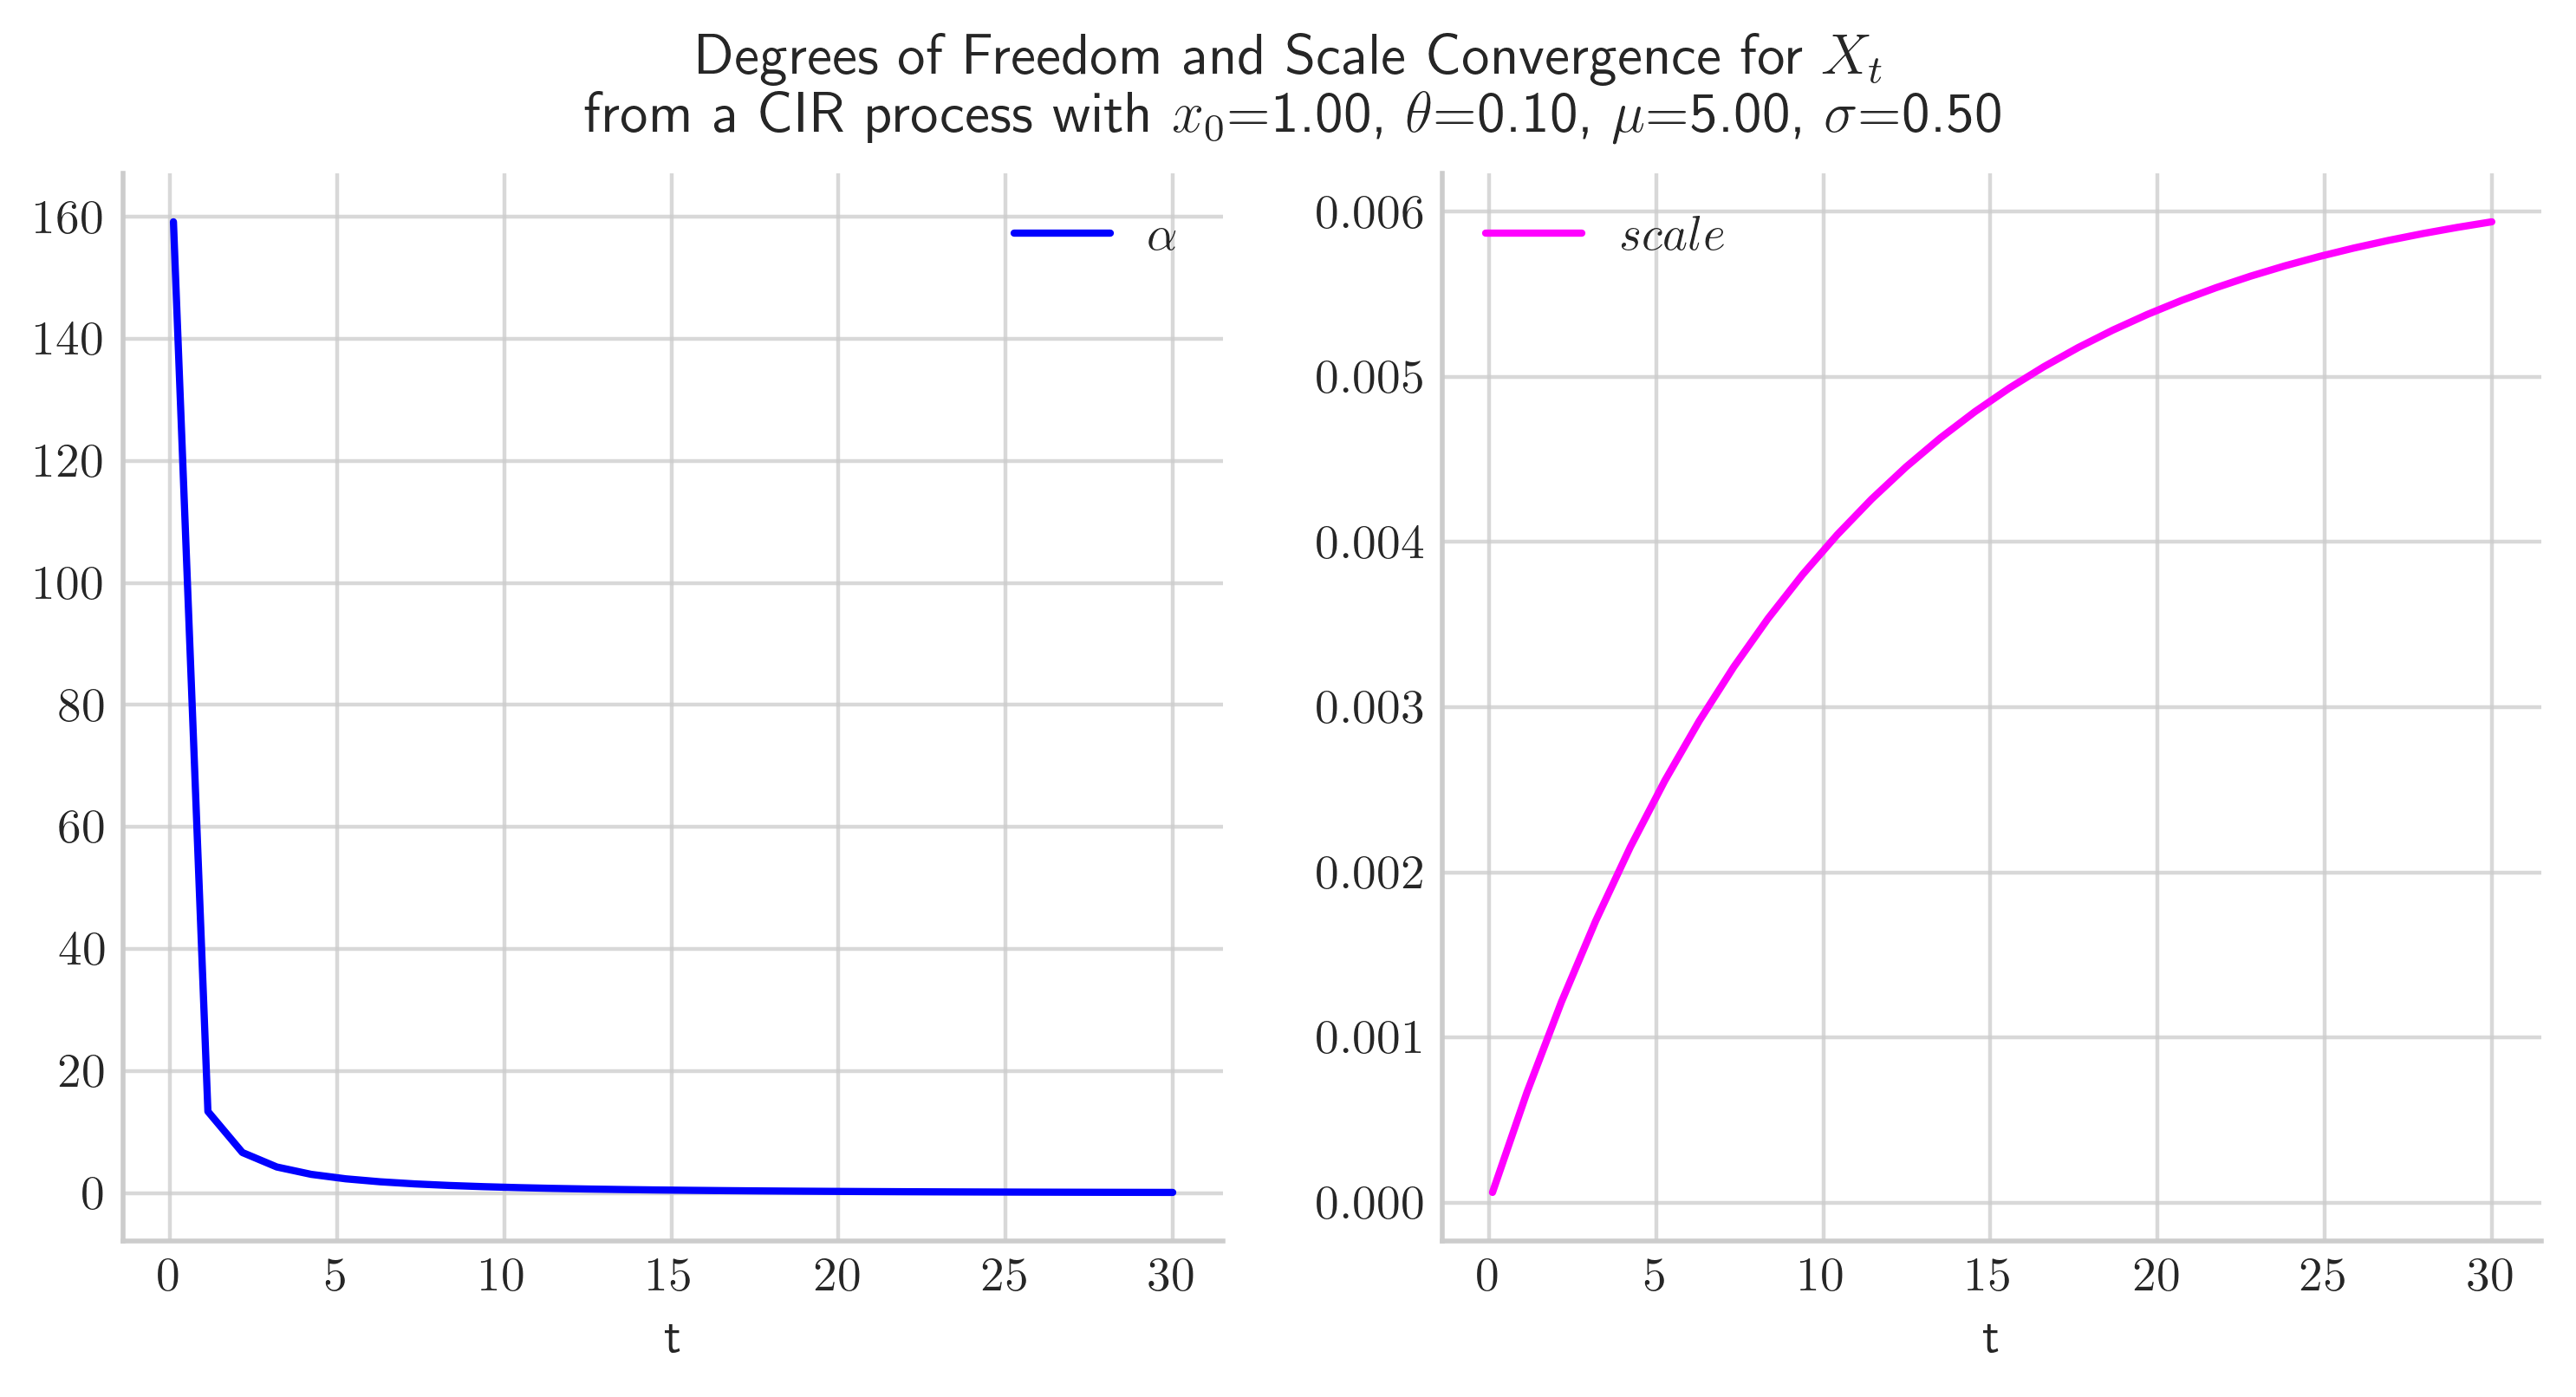 Degrees of Freedom and Scale Convergence for X_t
from a CIR process with x_0=1.00, θ=0.10, μ=5.00, σ=0.50
160
140
120
100
80
60
40
20
0
0 5 10 15 20 25 30
t
α
0.006
0.005
0.004
0.003
0.002
0.001
0.000
0 5 10 15 20 25 30
t
scale